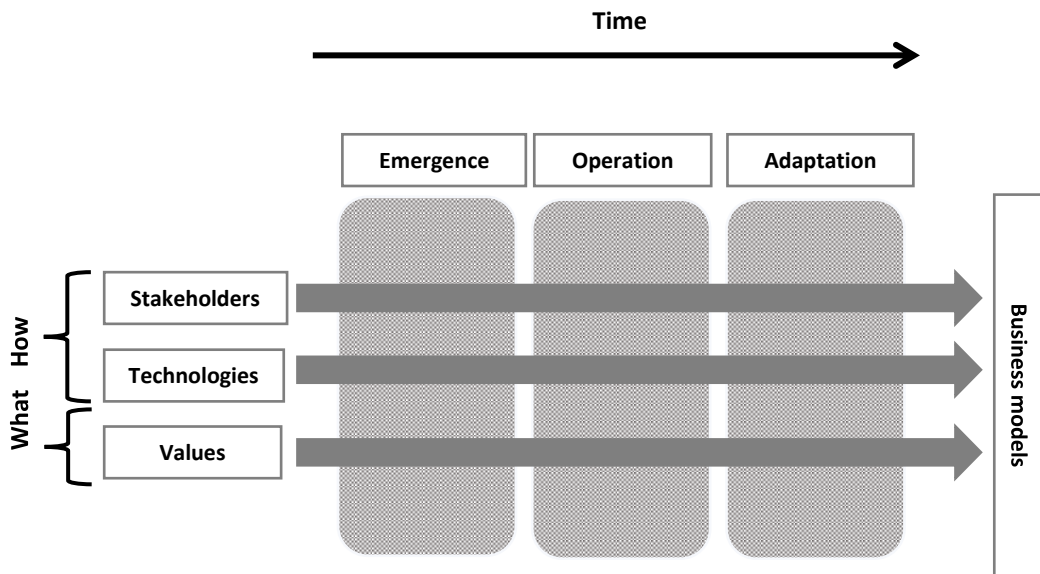 Time
Emergence
Operation
Adaptation
How
Stakeholders
Technologies
What
Values
Business models